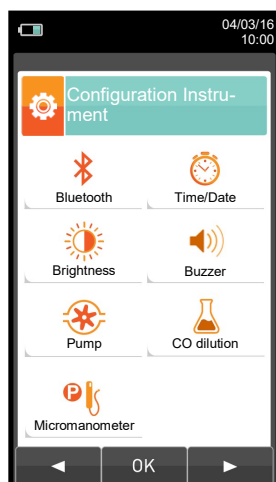 04/03/16
10:00
Configuration Instru-
ment
Bluetooth
Time/Date
Brightness
Buzzer
Pump
CO dilution
P
Micromanometer
OK